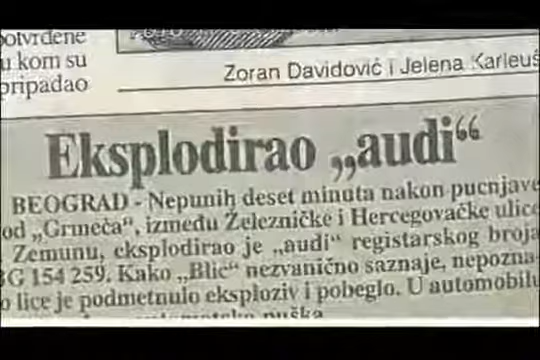 potvrđene
u kom su
pripadao
Zoran Davidović i Jelena Karleuš
Eksplodirao „audi“
BEOGRAD - Nepunih deset minuta nakon pucnjave
od „Grmeča“, između Železničke i Hercegovačke ulice
Zemunu, eksplodirao je „audi“ registarskog broja
BG 154 259. Kako „Blic“ nezvanično saznaje, nepozna-
o lice je podmetnulo eksploziv i pobeglo. U automobilu
puška